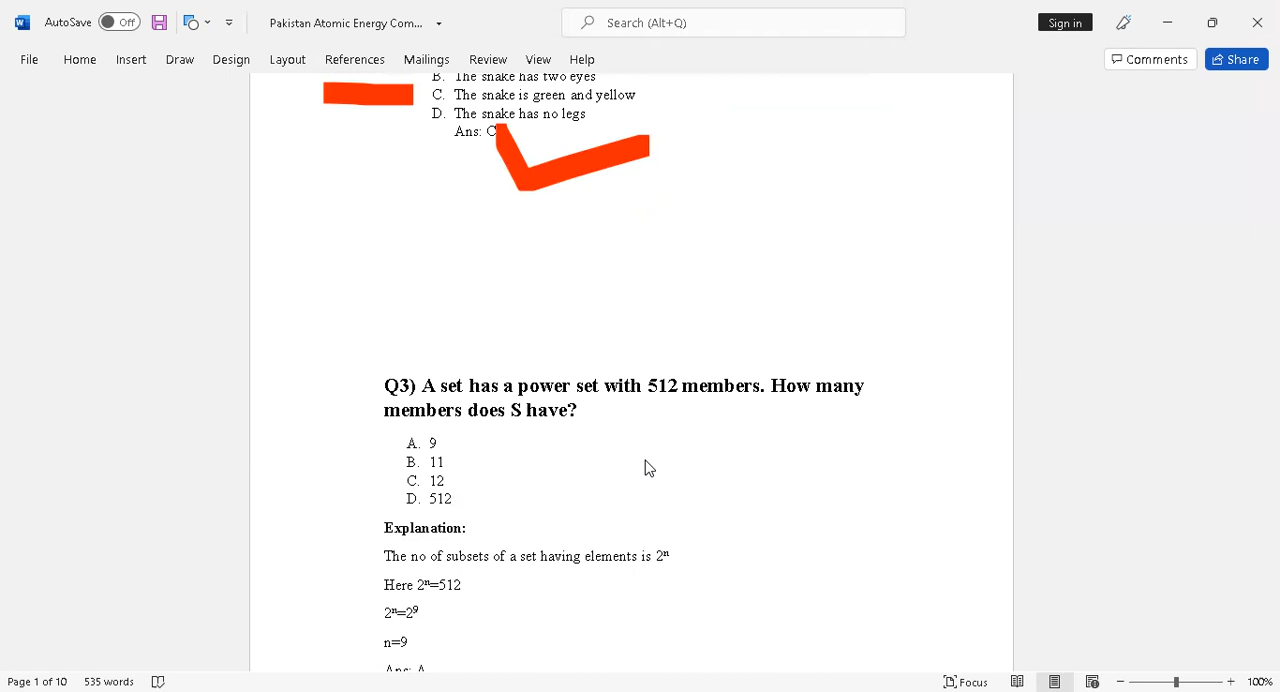 AutoSave Off Pakistan Atomic Energy Com... Search (Alt+Q) Sign in
File Home Insert Draw Design Layout References Mailings Review View Help Comments Share
B. The snake has two eyes
C. The snake is green and yellow
D. The snake has no legs
Ans: C
Q3) A set has a power set with 512 members. How many
members does S have?
A. 9
B. 11
C. 12
D. 512
Explanation:
The no of subsets of a set having elements is 2ⁿ
Here 2ⁿ=512
2ⁿ=2⁹
n=9
Ans: A
Page 1 of 10 535 words Focus 100%